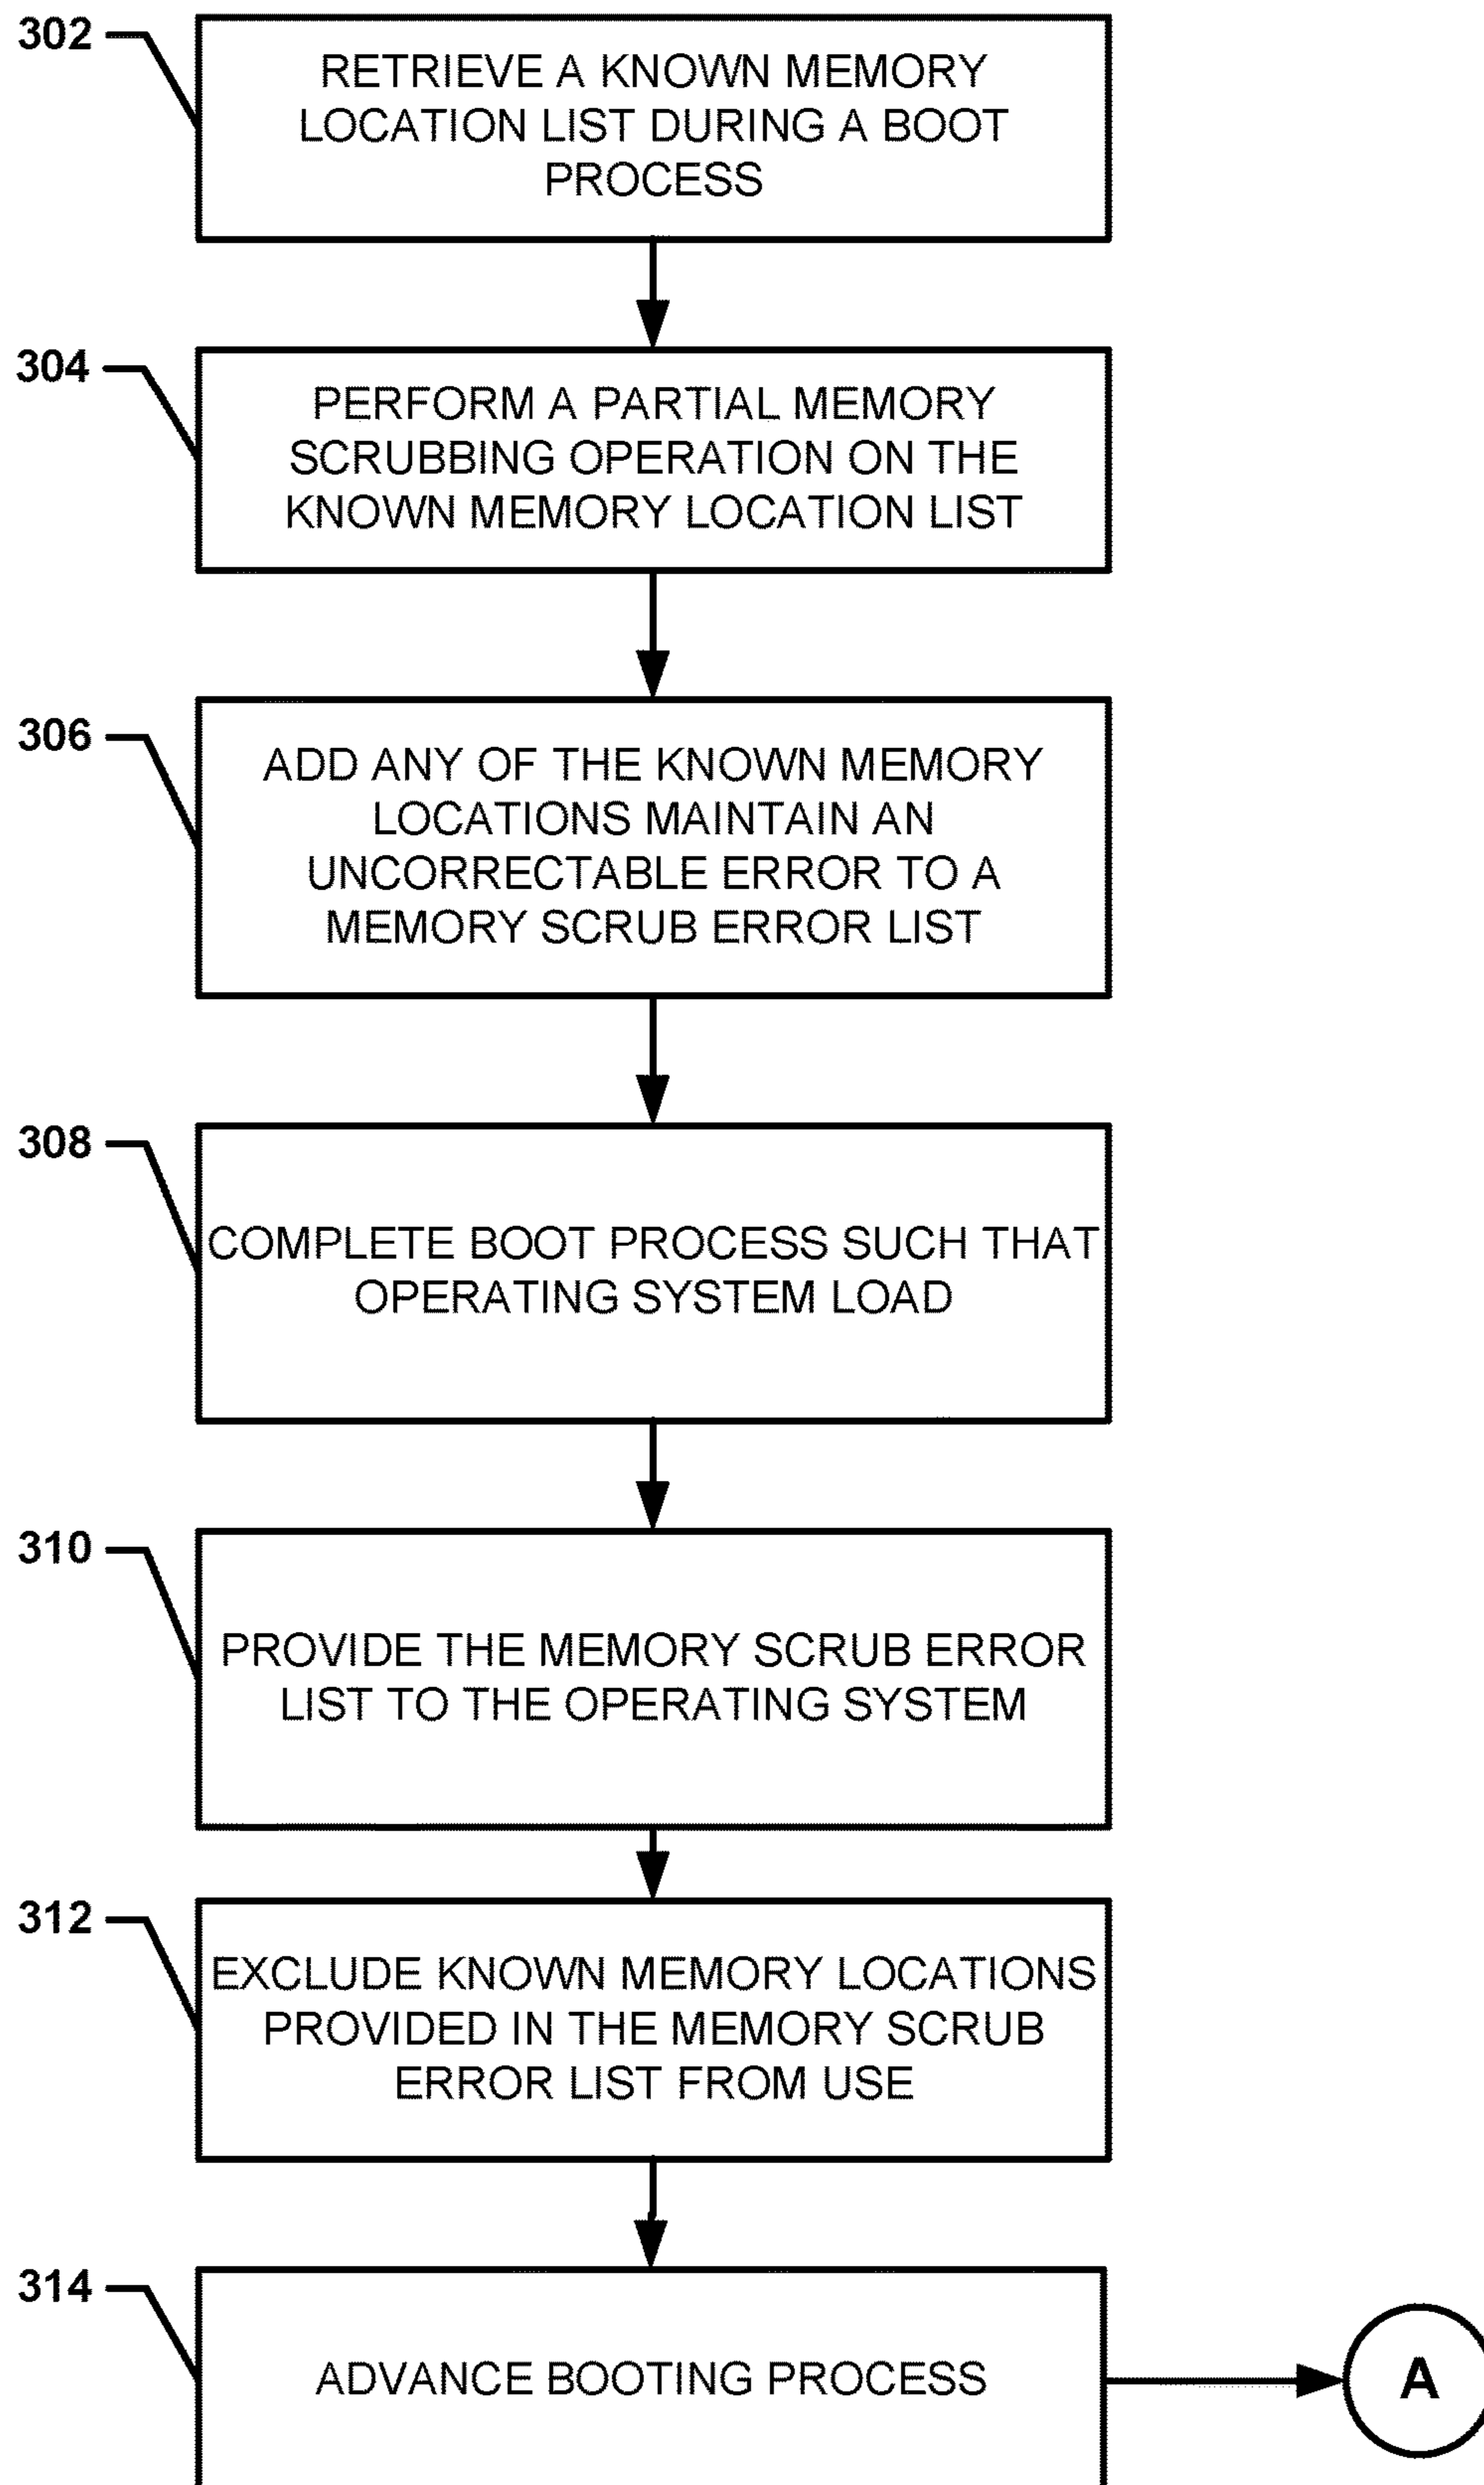 302
RETRIEVE A KNOWN MEMORY
LOCATION LIST DURING A BOOT
PROCESS
304
PERFORM A PARTIAL MEMORY
SCRUBBING OPERATION ON THE
KNOWN MEMORY LOCATION LIST
306
ADD ANY OF THE KNOWN MEMORY
LOCATIONS MAINTAIN AN
UNCORRECTABLE ERROR TO A
MEMORY SCRUB ERROR LIST
308
COMPLETE BOOT PROCESS SUCH THAT
OPERATING SYSTEM LOAD
310
PROVIDE THE MEMORY SCRUB ERROR
LIST TO THE OPERATING SYSTEM
312
EXCLUDE KNOWN MEMORY LOCATIONS
PROVIDED IN THE MEMORY SCRUB
ERROR LIST FROM USE
314
ADVANCE BOOTING PROCESS
A